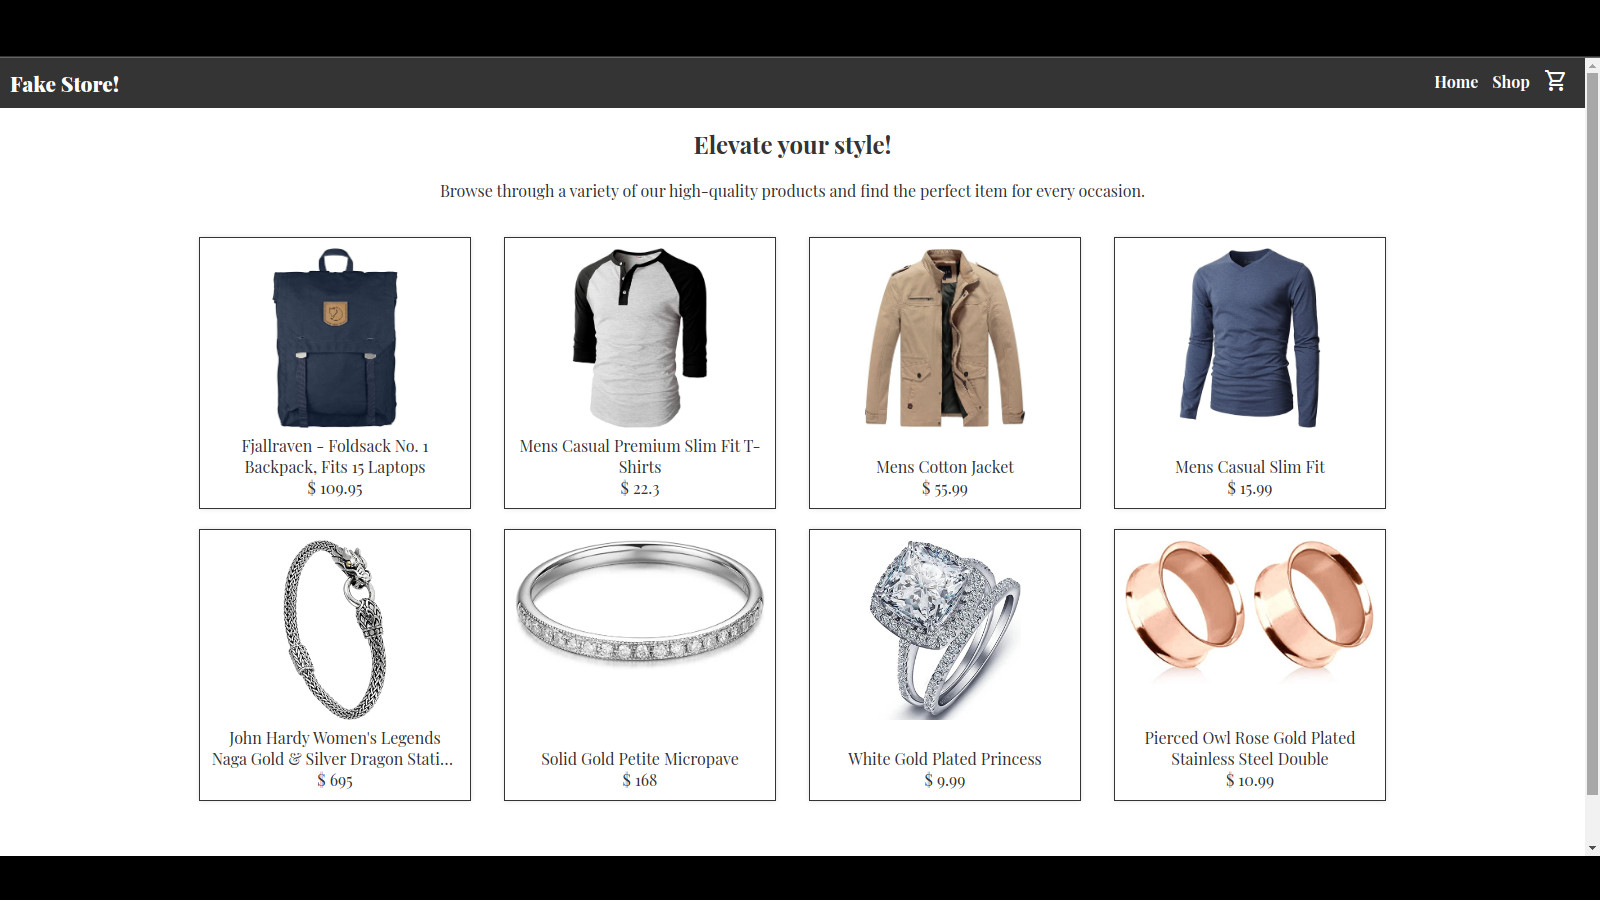 Fake Store!
Home
Shop
Elevate your style!
Browse through a variety of our high-quality products and find the perfect item for every occasion.
Fjallraven - Foldsack No. 1
Backpack, Fits 15 Laptops
$ 109.95
Mens Casual Premium Slim Fit T-
Shirts
$ 22.3
Mens Cotton Jacket
$ 55.99
Mens Casual Slim Fit
$ 15.99
John Hardy Women's Legends
Naga Gold & Silver Dragon Stati...
$ 695
Solid Gold Petite Micropave
$ 168
White Gold Plated Princess
$ 9.99
Pierced Owl Rose Gold Plated
Stainless Steel Double
$ 10.99